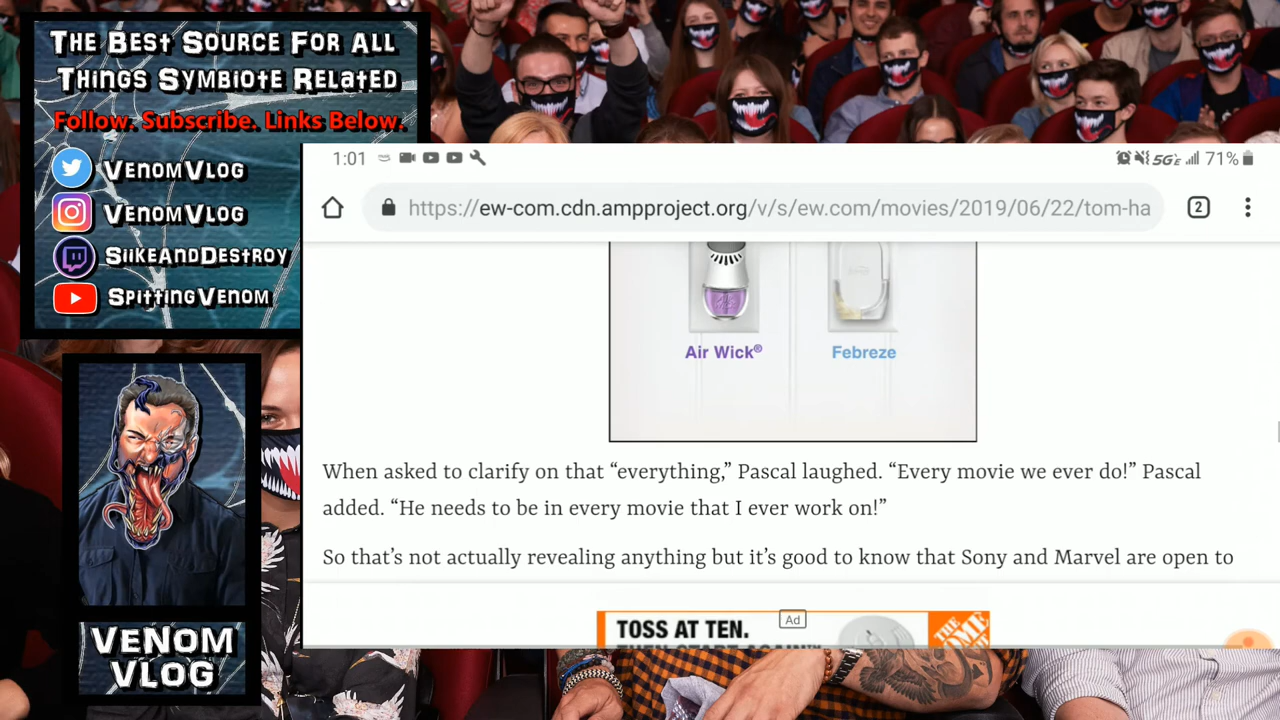 THE BEST SOURCE FOR ALL
THINGS SYMBIOTE RELATED
Follow. Subscribe. Links Below.
VENOMVLOG
VENOMVLOG
SIIKEANDDESTROY
SPITTINGVENOM
VENOM
VLOG
1:01
5GE
71%
https://ew-com.cdn.ampproject.org/v/s/ew.com/movies/2019/06/22/tom-ha
2
Air Wick®
Febreze
When asked to clarify on that “everything,” Pascal laughed. “Every movie we ever do!” Pascal
added. “He needs to be in every movie that I ever work on!”
So that’s not actually revealing anything but it’s good to know that Sony and Marvel are open to
Ad
TOSS AT TEN.
THE HOME